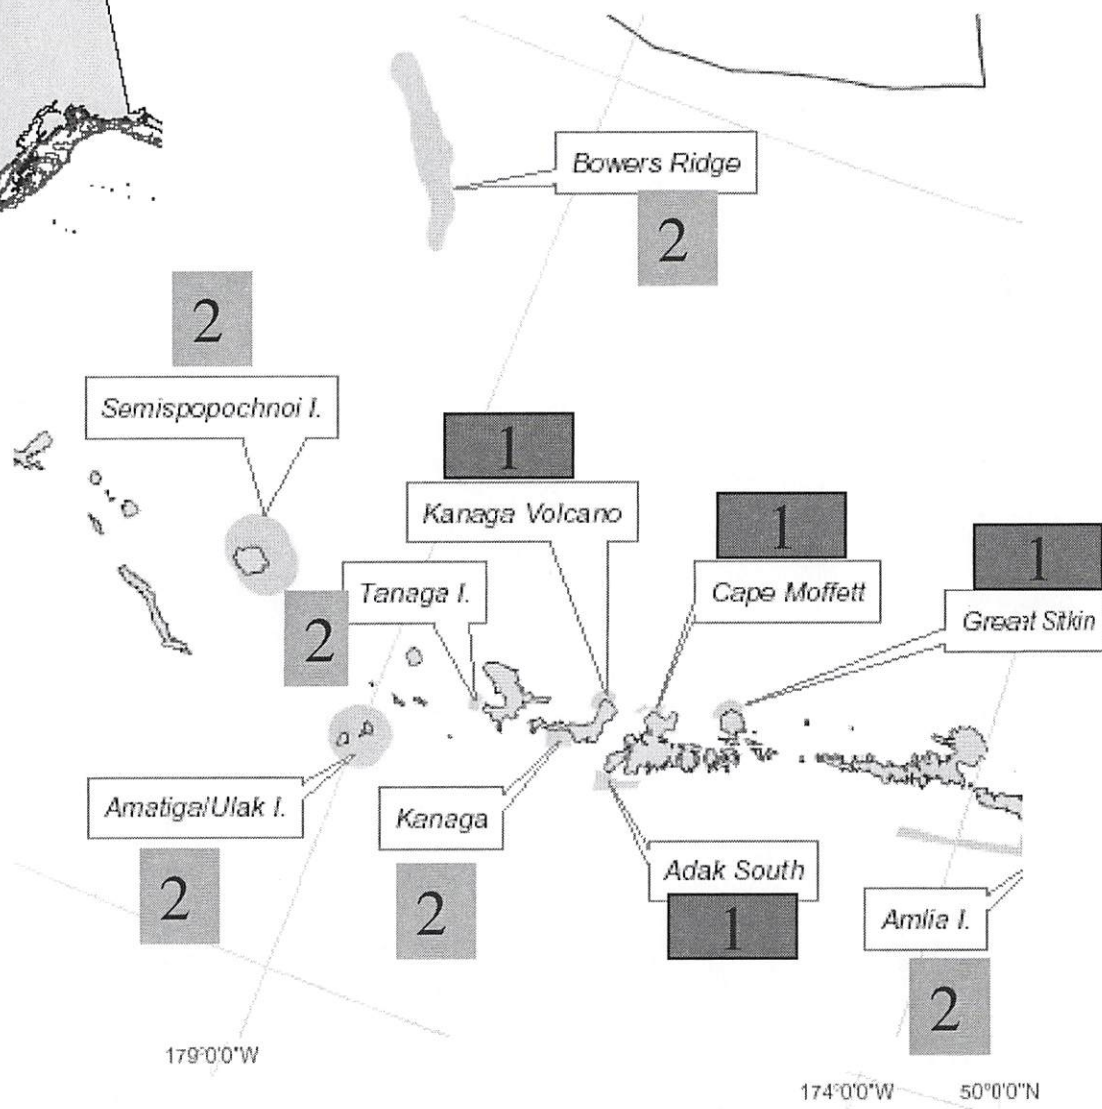 Bowers Ridge
2
2
Semispopochnoi I.
1
Kanaga Volcano
1
Cape Moffett
1
Great Sitkin
Tanaga I.
2
Amatiga/Ulak I.
2
Kanaga
2
Adak South
1
Amlia I.
2
179°0'0"W
174°0'0"W
50°0'0"N